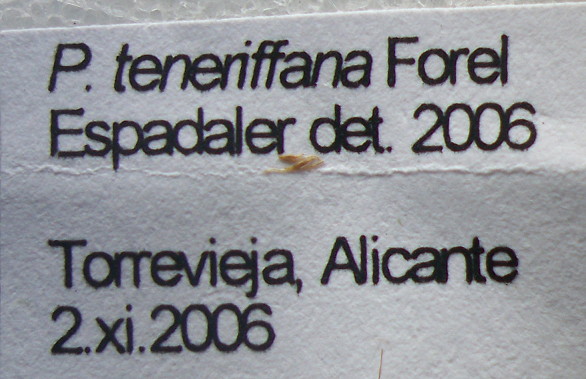 P. teneriffana Forel
Espadaler det. 2006
Torrevieja, Alicante
2.xi.2006